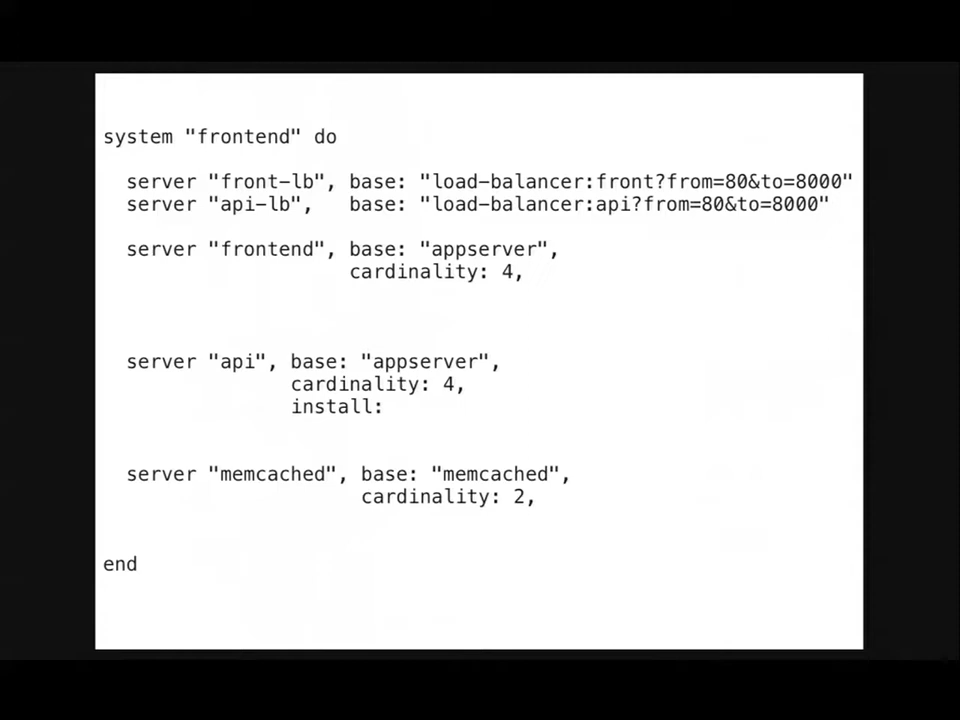 system "frontend" do
server "front-lb", base: "load-balancer:front?from=80&to=8000"
server "api-lb", base: "load-balancer:api?from=80&to=8000"
server "frontend", base: "appserver",
cardinality: 4,
server "api", base: "appserver",
cardinality: 4,
install:
server "memcached", base: "memcached",
cardinality: 2,
end